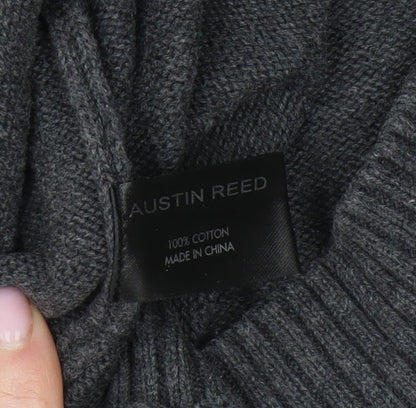 AUSTIN REED
100% COTTON
MADE IN CHINA